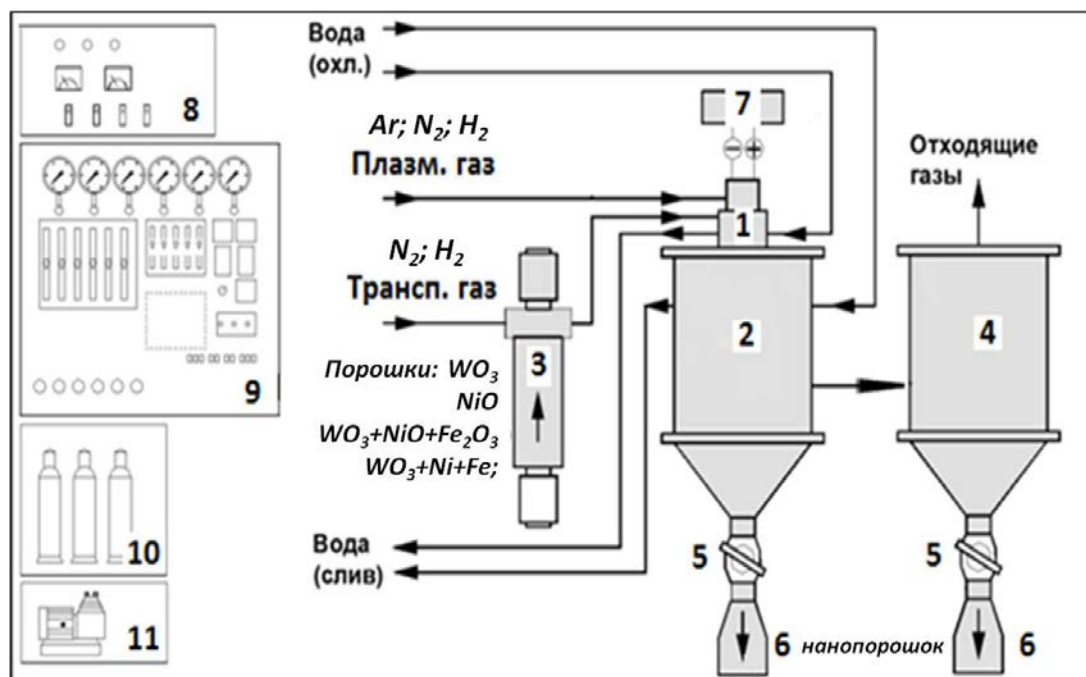 8
9
10
11
Вода
(охл.)
Ar; N₂; H₂
Плазм. газ
N₂; H₂
Трансп. газ
Порошки: WO₃
NiO
WO₃+NiO+Fe₂O₃
WO₃+Ni+Fe;
Вода
(слив)
3
7
− +
1
2
5
6 нанопорошок
Отходящие
газы
4
5
6